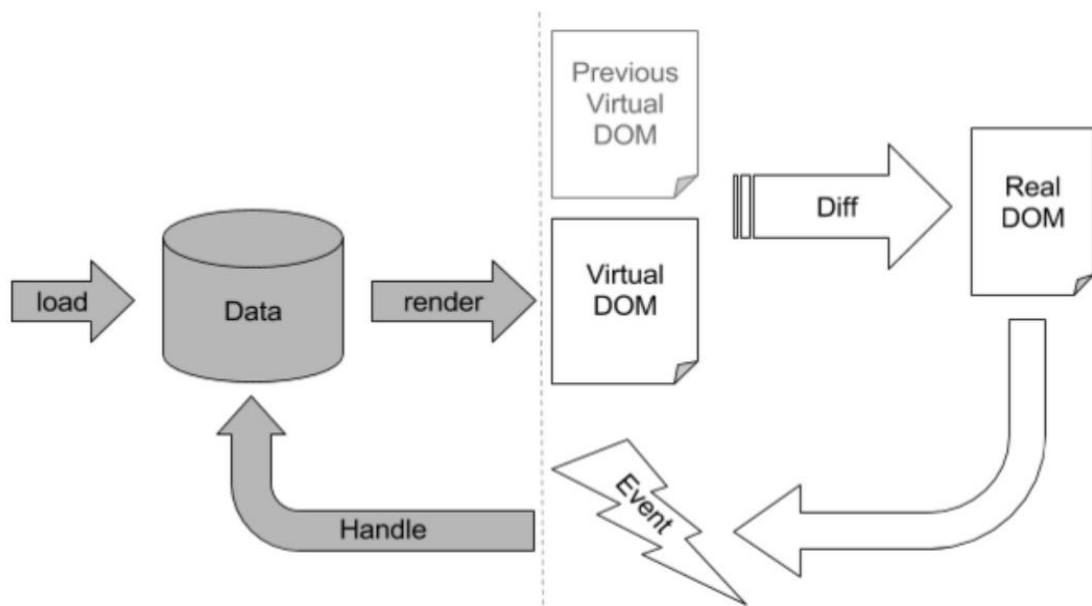 load
Data
render
Previous
Virtual
DOM
Virtual
DOM
Diff
Real
DOM
Event
Handle